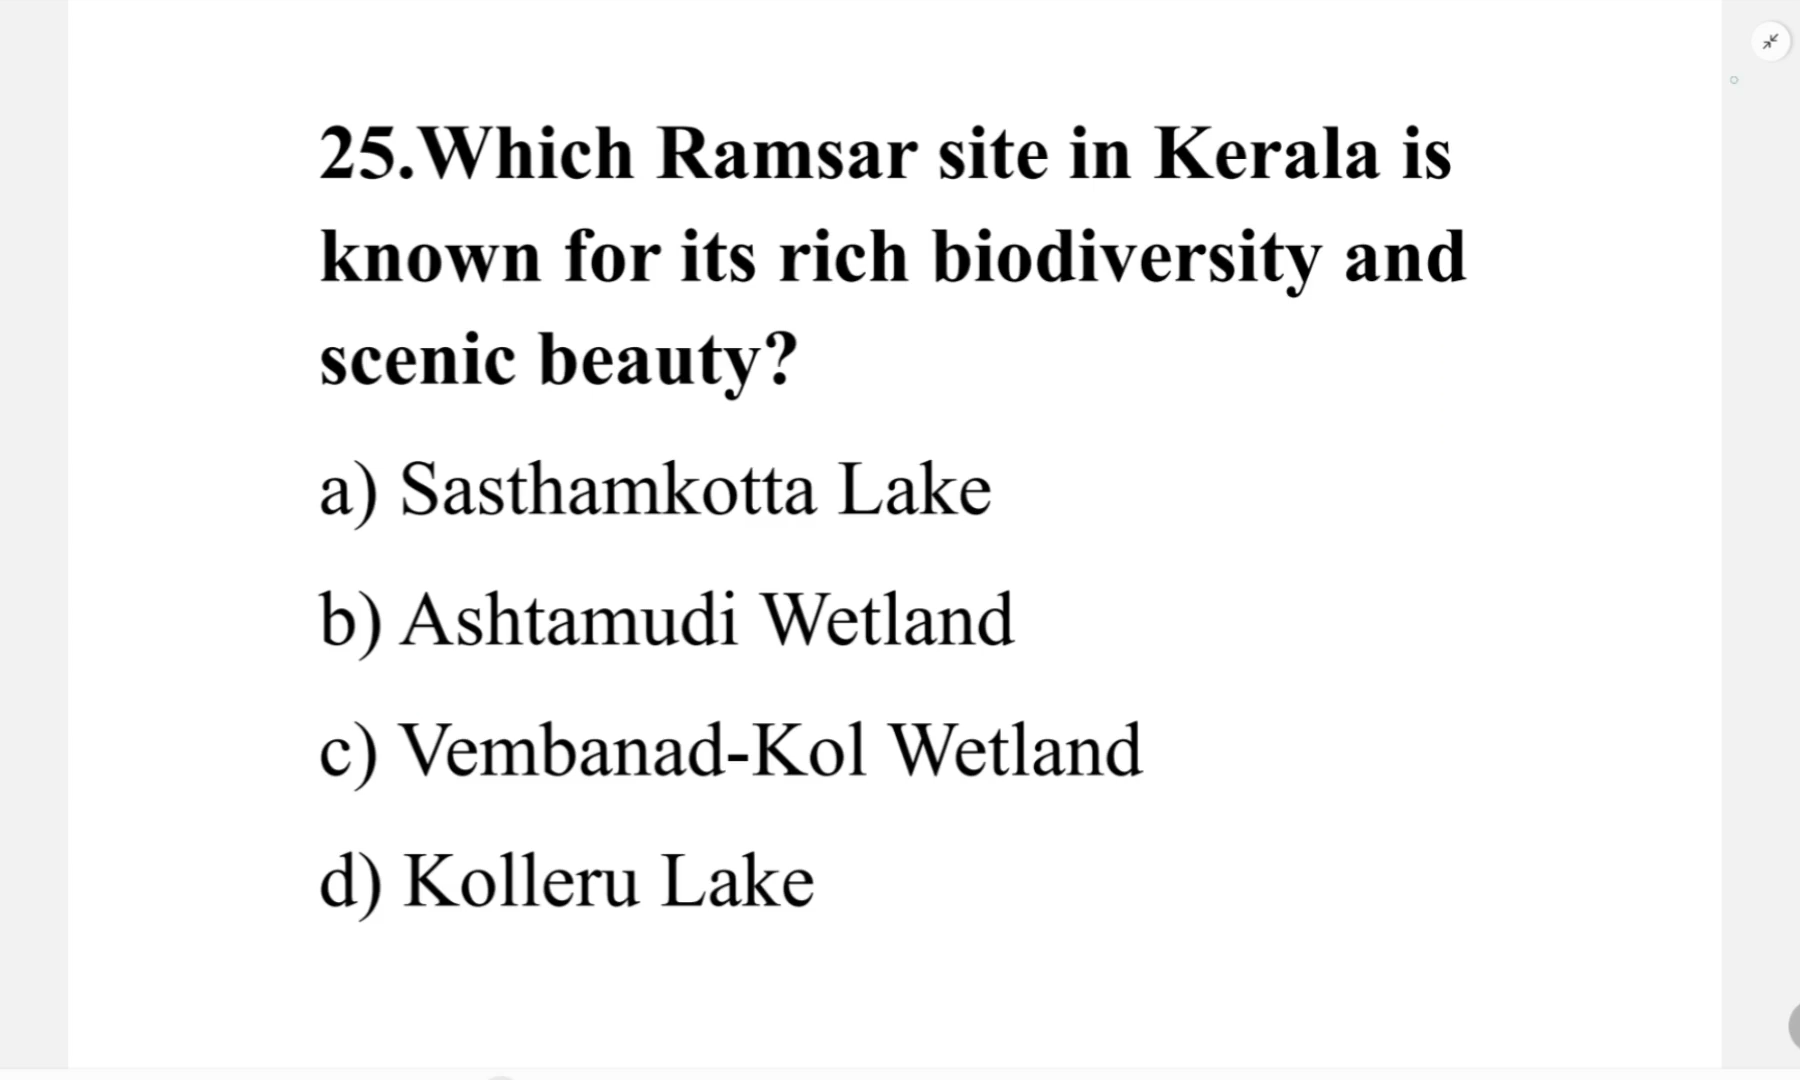 25.Which Ramsar site in Kerala is
known for its rich biodiversity and
scenic beauty?
a) Sasthamkotta Lake
b) Ashtamudi Wetland
c) Vembanad-Kol Wetland
d) Kolleru Lake